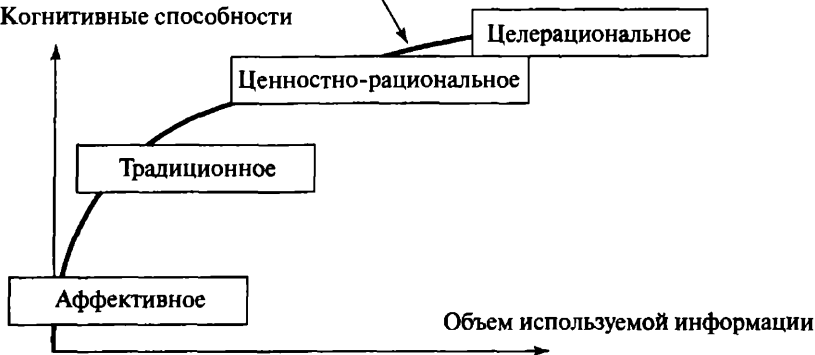 Когнитивные способности
Целерациональное
Ценностно-рациональное
Традиционное
Аффективное
Объем используемой информации